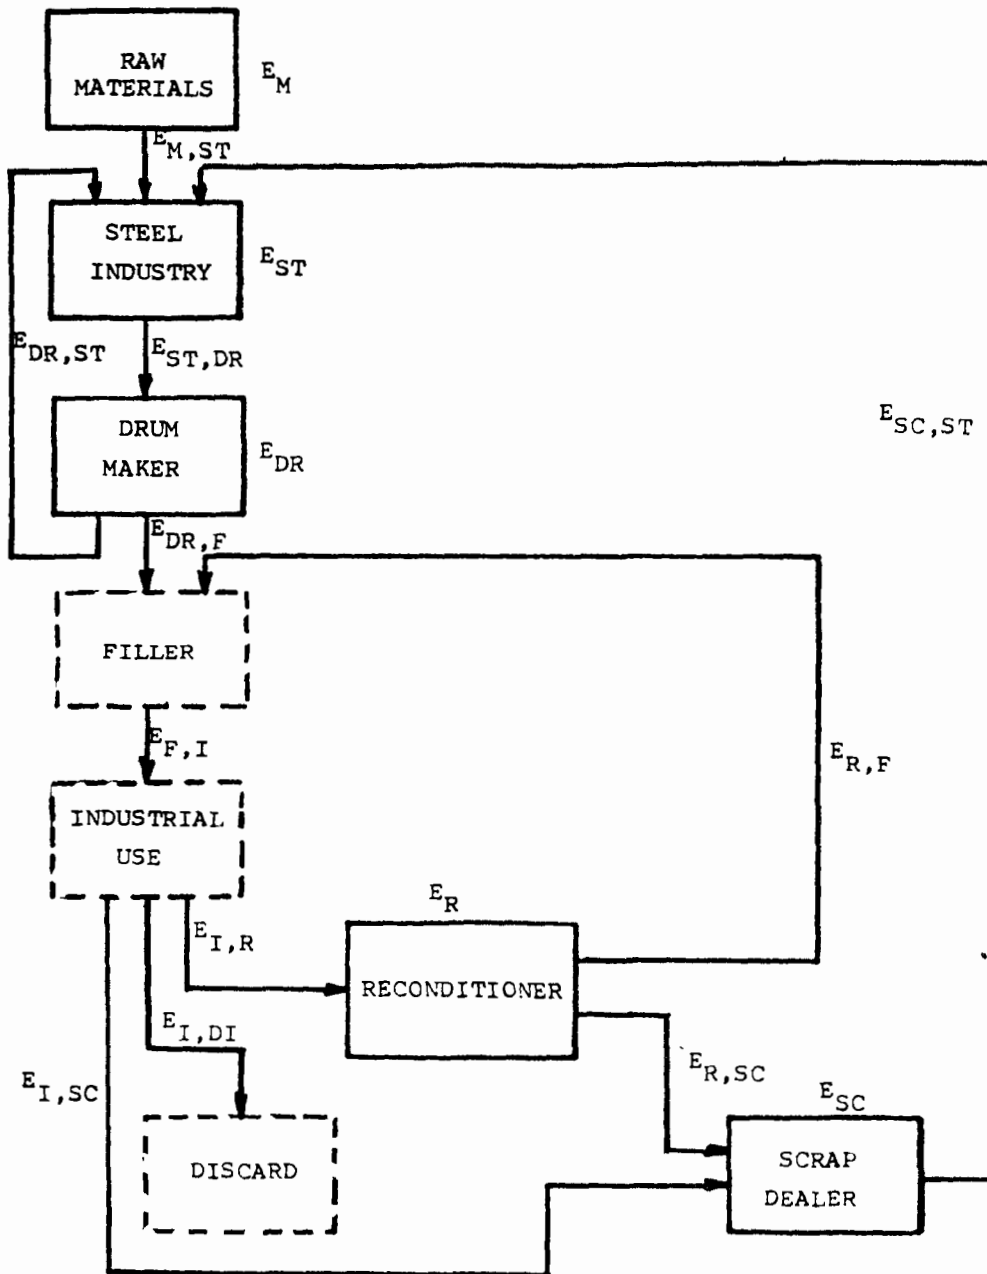 RAW
MATERIALS
E_M
E_M,ST
STEEL
INDUSTRY
E_ST
E_DR,ST
E_ST,DR
DRUM
MAKER
E_DR
E_SC,ST
E_DR,F
FILLER
E_F,I
E_R,F
INDUSTRIAL
USE
E_R
E_I,R
RECONDITIONER
E_I,DI
E_I,SC
E_R,SC
E_SC
DISCARD
SCRAP
DEALER